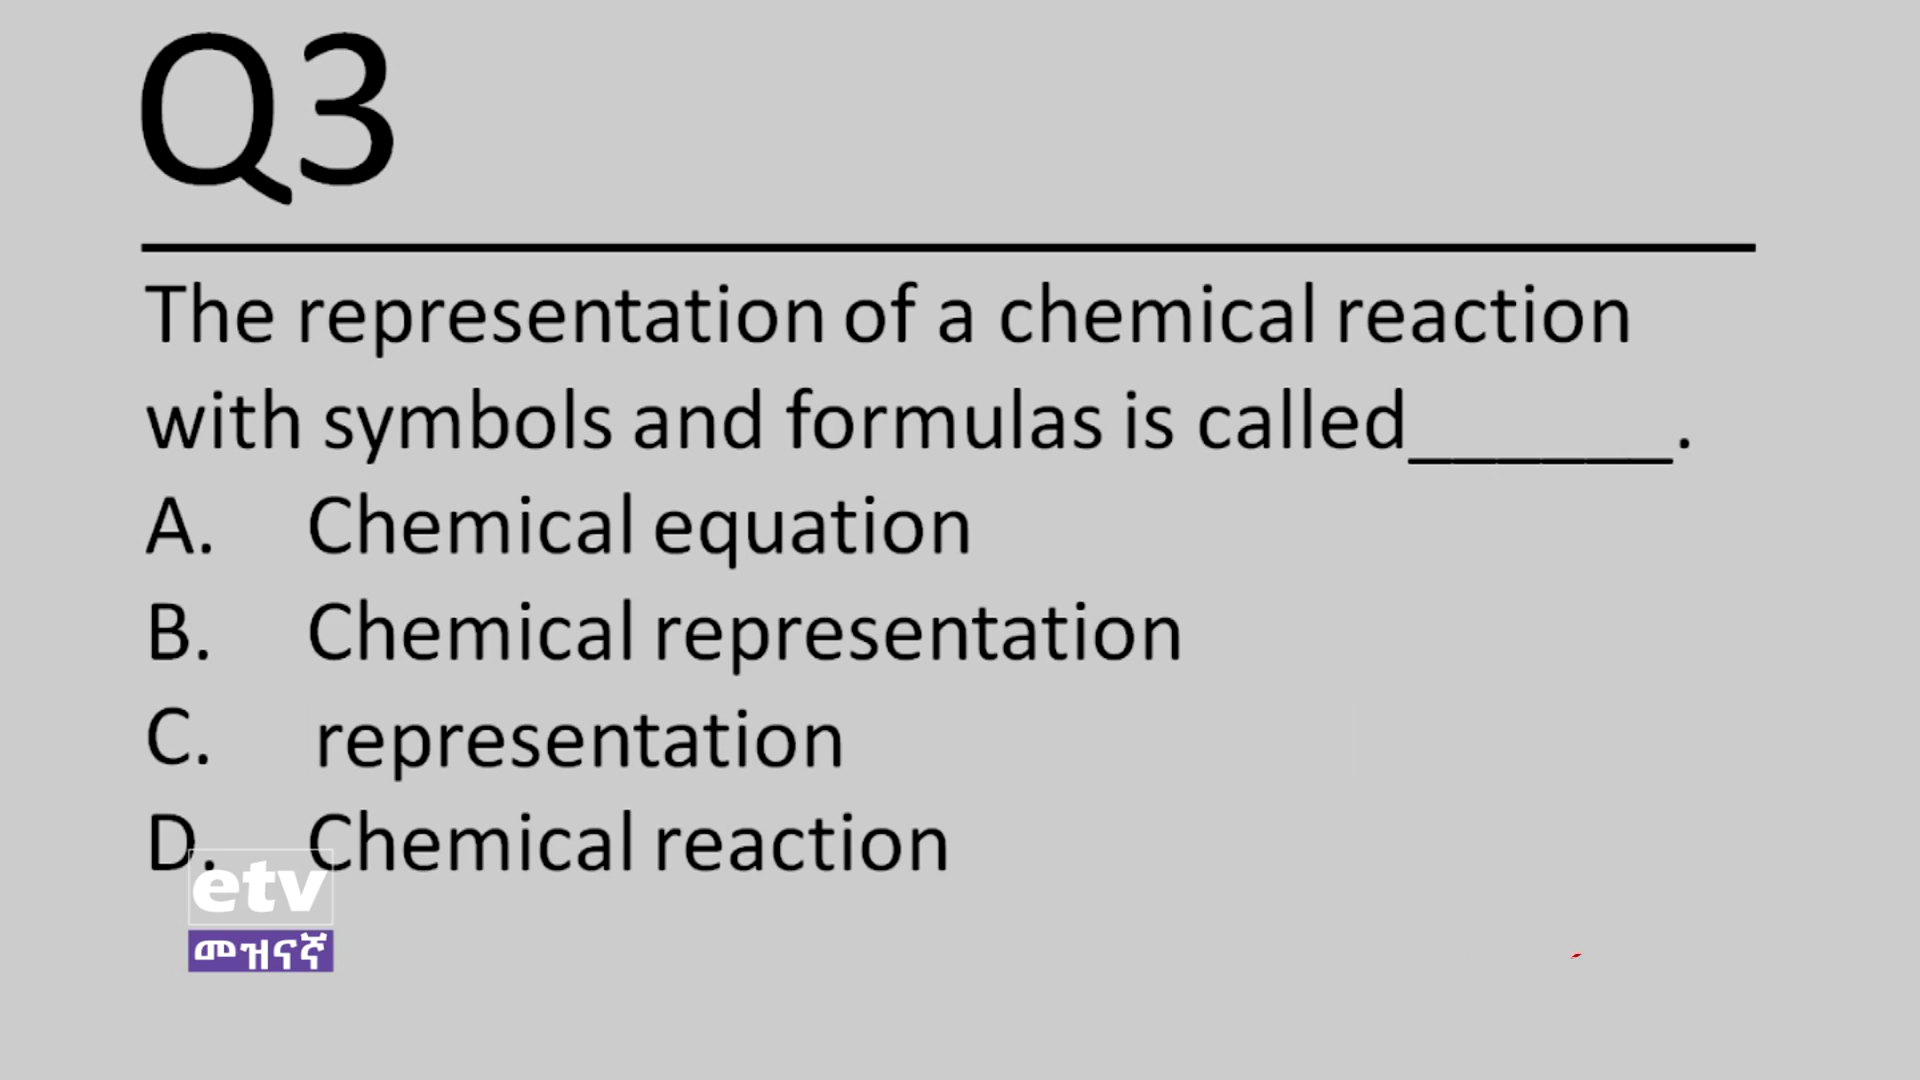 Q3
The representation of a chemical reaction
with symbols and formulas is called______.
A. Chemical equation
B. Chemical representation
C. representation
D. Chemical reaction
etv
መዝናኛ